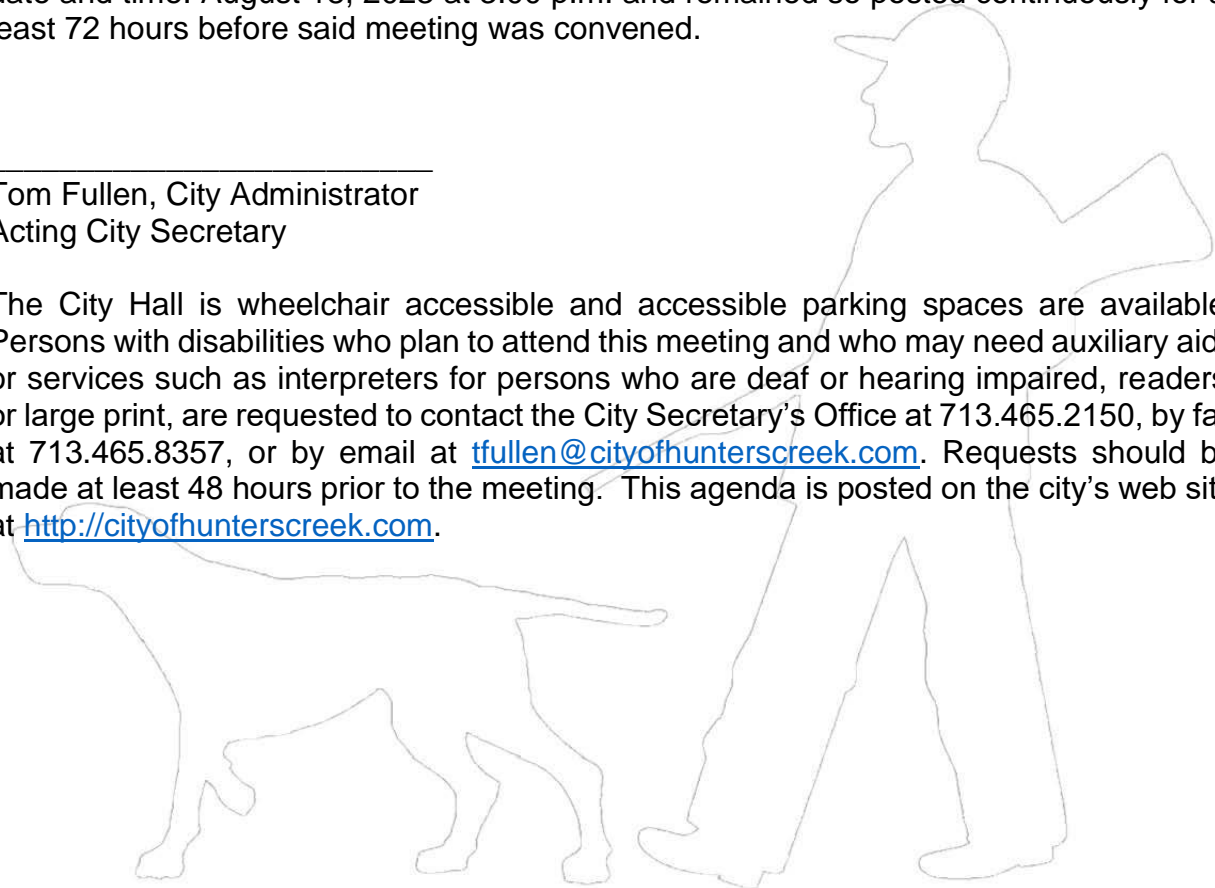 least 72 hours before said meeting was convened.
Tom Fullen, City Administrator
Acting City Secretary
The City Hall is wheelchair accessible and accessible parking spaces are available
Persons with disabilities who plan to attend this meeting and who may need auxiliary aid
or services such as interpreters for persons who are deaf or hearing impaired, readers
or large print, are requested to contact the City Secretary's Office at 713.465.2150, by fa
at 713.465.8357, or by email at tfullen@cityofhunterscreek.com. Requests should b
made at least 48 hours prior to the meeting. This agenda is posted on the city's web sit
at http://cityofhunterscreek.com.